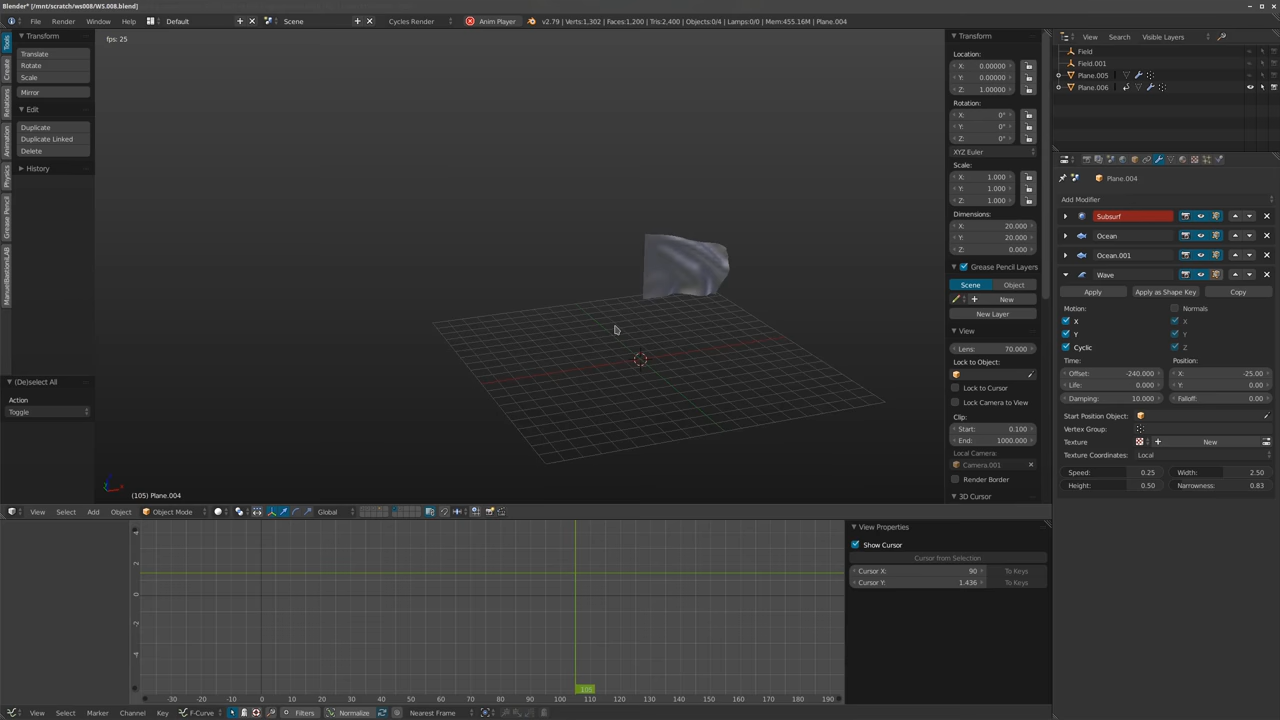 Blender* [/mnt/scratch/ws008/WS.008.blend]
File Render Window Help Default Scene Cycles Render Anim Player v2.79 | Verts:1,302 | Faces:1,200 | Tris:2,400 | Objects:0/4 | Lamps:0/0 | Mem:455.16M | Plane.004
Tools
Create
Relations
Animation
Physics
Grease Pencil
Transform
Translate
Rotate
Scale
Mirror
Edit
Duplicate
Duplicate Linked
Delete
History
(De)select All
Action
Toggle
fps: 25
(105) Plane.004
Transform
Location:
X: 0.00000
Y: 0.00000
Z: 1.00000
Rotation:
X: 0°
Y: 0°
Z: 0°
XYZ Euler
Scale:
X: 1.000
Y: 1.000
Z: 1.000
Dimensions:
X: 20.000
Y: 20.000
Z: 0.000
Grease Pencil Layers
Scene Object
New
New Layer
View
Lens: 70.000
Lock to Object:
Lock to Cursor
Lock Camera to View
Clip:
Start: 0.100
End: 1000.000
Local Camera:
Camera.001
Render Border
3D Cursor
View Search Visible Layers
Field
Field.001
Plane.005
Plane.006
Plane.004
Add Modifier
Subsurf
Ocean
Ocean.001
Wave
Apply Apply as Shape Key Copy
Motion: Normals
X X
Y Y
Cyclic Z
Time: Position:
Offset: -240.000 X: -25.00
Life: 0.000 Y: 0.00
Damping: 10.000 Falloff: 0.00
Start Position Object:
Vertex Group:
Texture New
Texture Coordinates: Local
Speed: 0.25 Width: 2.50
Height: 0.50 Narrowness: 0.83
View Select Add Object Object Mode Global
4
2
0
-2
-4
-30 -20 -10 0 10 20 30 40 50 60 70 80 90 100 110 120 130 140 150 160 170 180 190
105
View Properties
Show Cursor
Cursor from Selection
Cursor X: 90 To Keys
Cursor Y: 1.436 To Keys
View Select Marker Channel Key F-Curve Filters Normalize Nearest Frame